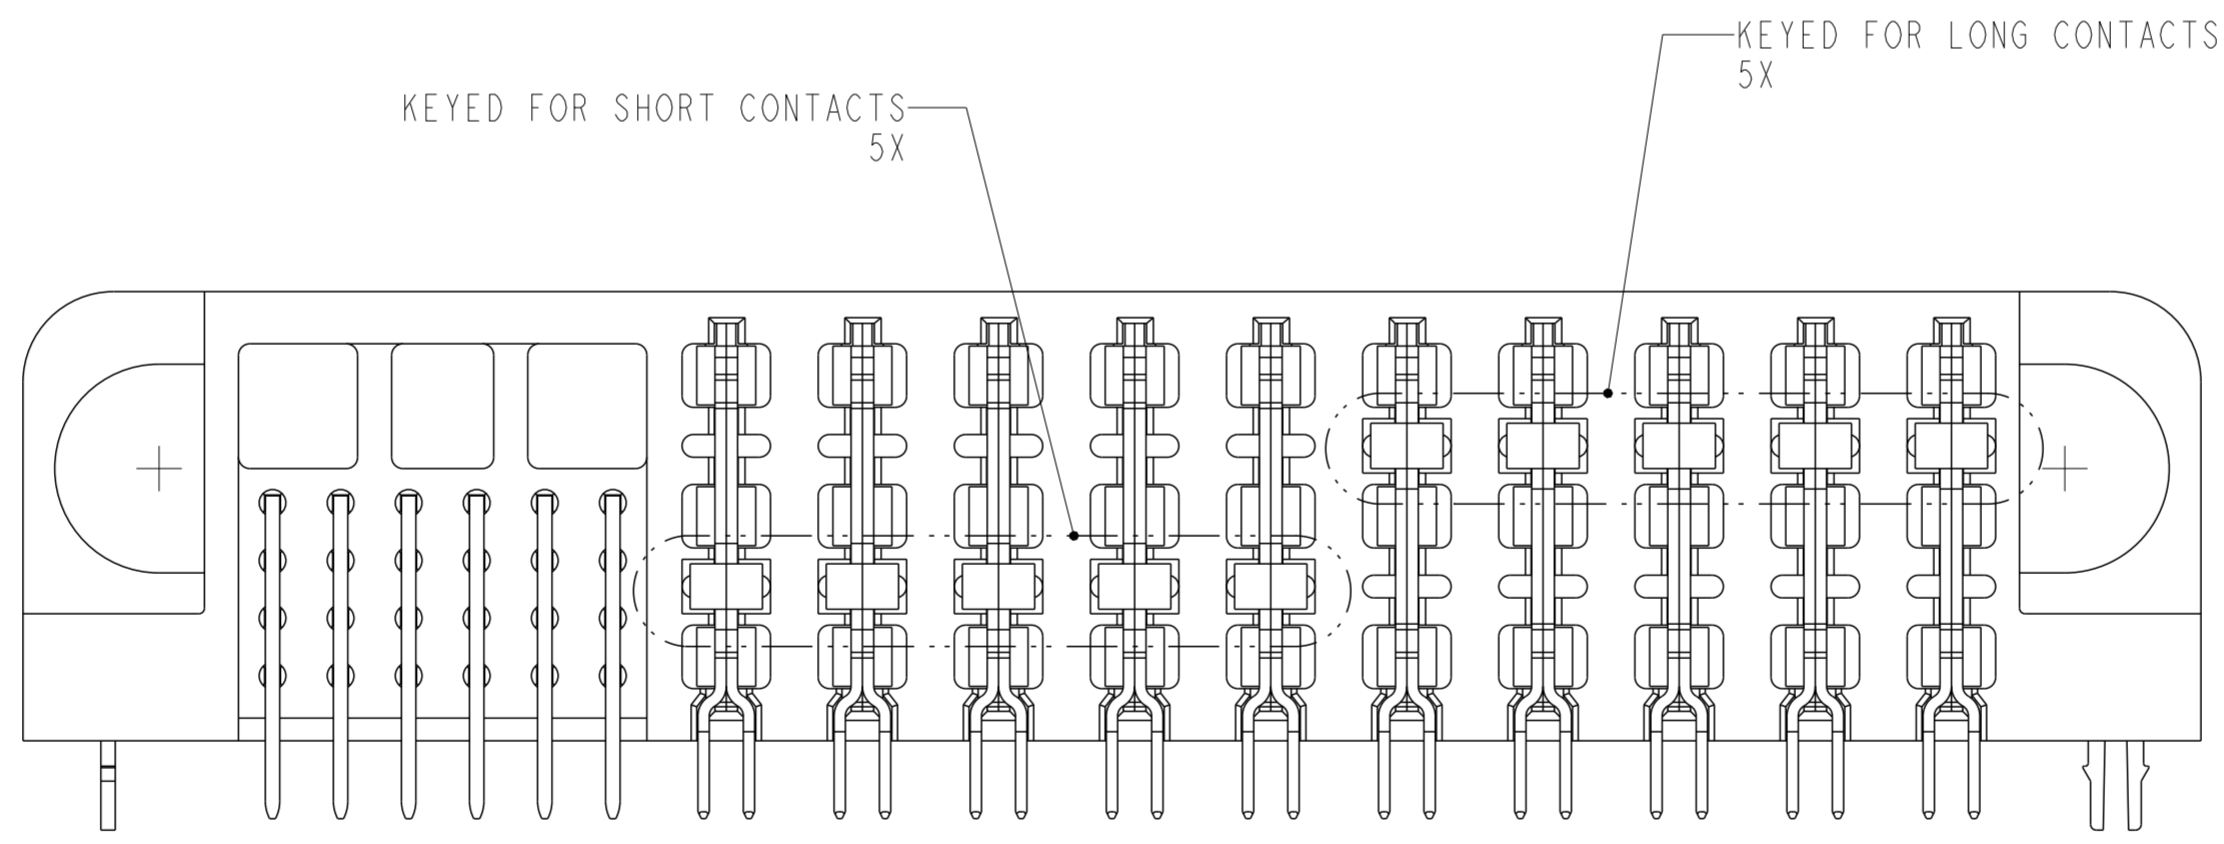 KEYED FOR LONG CONTACTS
5X
KEYED FOR SHORT CONTACTS
5X